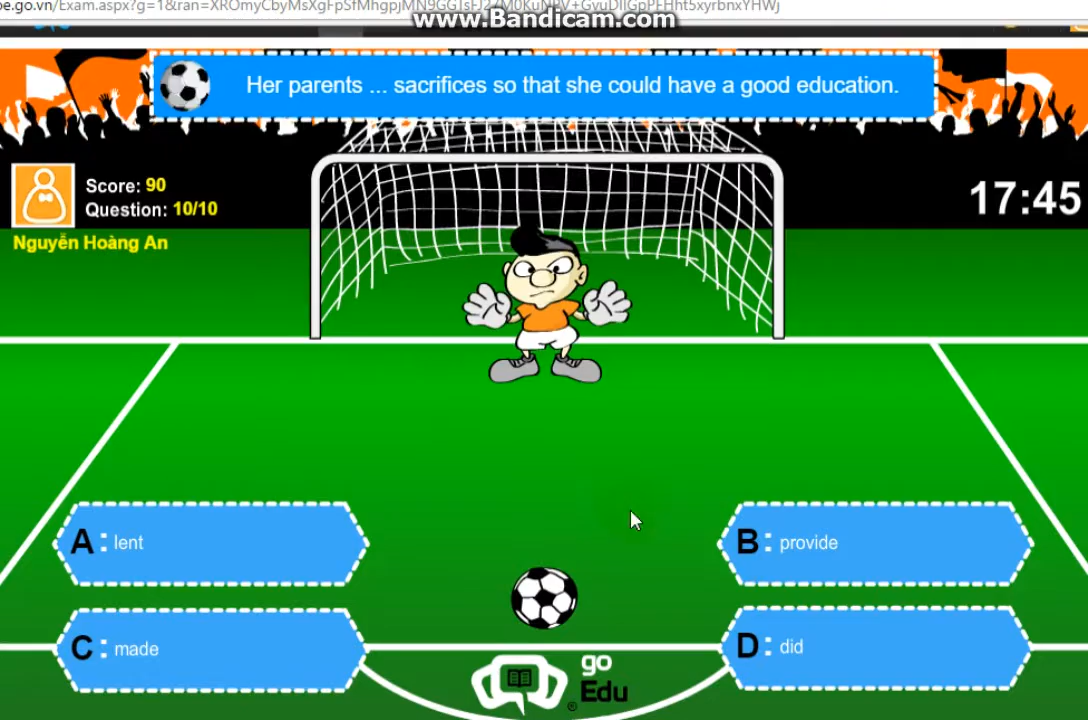 www.Bandicam.com
Her parents ... sacrifices so that she could have a good education.
Score: 90
Question: 10/10
Nguyễn Hoàng An
17:45
A : lent
B : provide
C : made
D : did
go
Edu
®